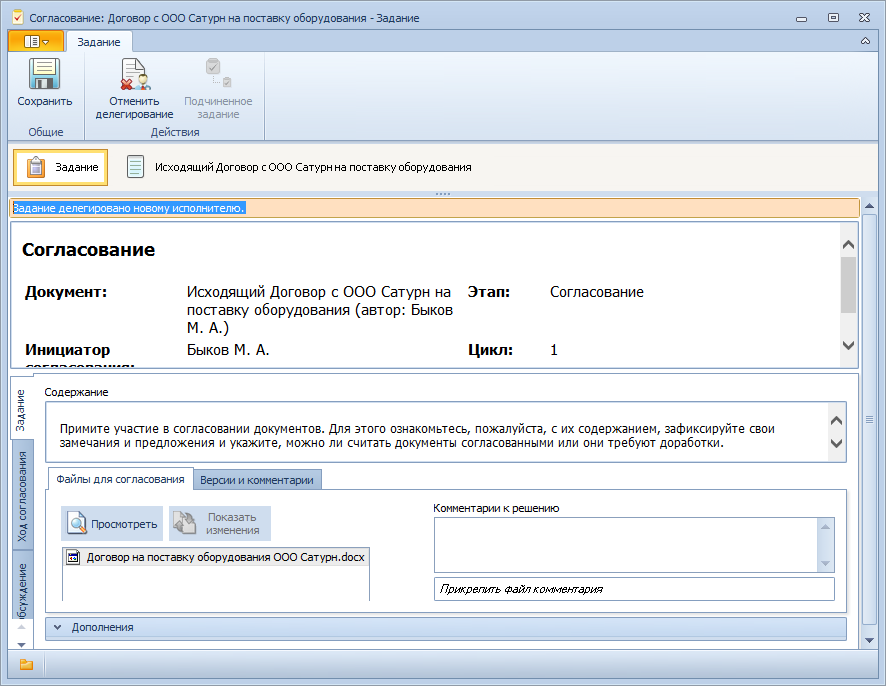 Согласование: Договор с ООО Сатурн на поставку оборудования - Задание
Задание
Сохранить
Отменить
делегирование
Подчиненное
задание
Общие
Действия
Задание
Исходящий Договор с ООО Сатурн на поставку оборудования
Задание делегировано новому исполнителю.
Согласование
Документ:
Исходящий Договор с ООО Сатурн на
поставку оборудования (автор: Быков
М. А.)
Этап:
Согласование
Инициатор
согласования:
Быков М. А.
Цикл:
1
Задание
Ход согласования
бсуждение
Содержание
Примите участие в согласовании документов. Для этого ознакомьтесь, пожалуйста, с их содержанием, зафиксируйте свои
замечания и предложения и укажите, можно ли считать документы согласованными или они требуют доработки.
Файлы для согласования
Версии и комментарии
Просмотреть
Показать
изменения
Договор на поставку оборудования ООО Сатурн.docx
Комментарии к решению
Прикрепить файл комментария
Дополнения